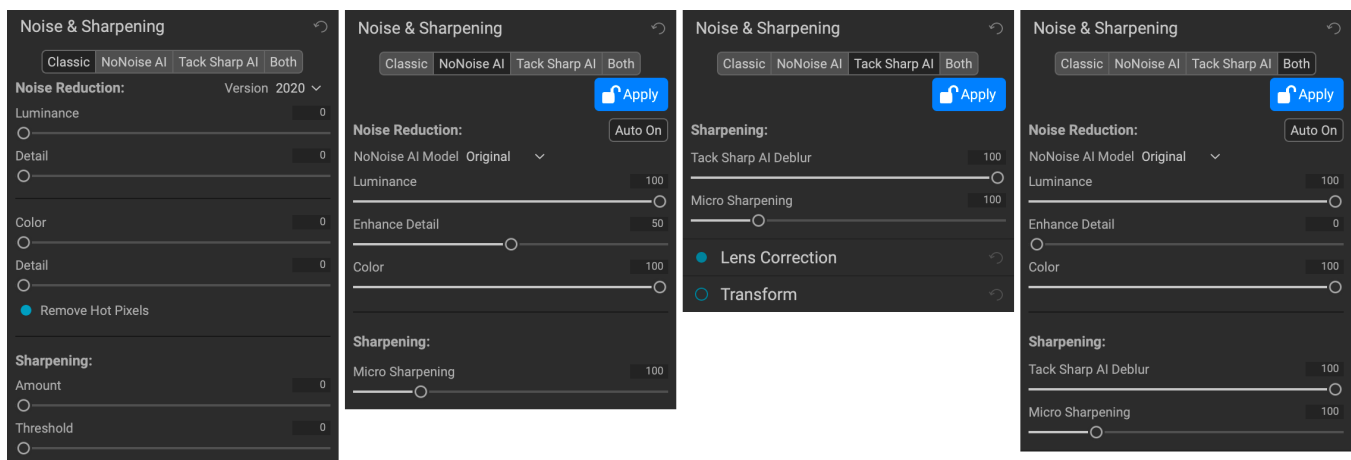 Noise & Sharpening
Classic NoNoise AI Tack Sharp AI Both
Noise Reduction: Version 2020
Luminance 0
Detail 0
Color 0
Detail 0
Remove Hot Pixels
Sharpening:
Amount 0
Threshold 0
Noise & Sharpening
Classic NoNoise AI Tack Sharp AI Both
Apply
Noise Reduction: Auto On
NoNoise AI Model Original
Luminance 100
Enhance Detail 50
Color 100
Sharpening:
Micro Sharpening 100
Noise & Sharpening
Classic NoNoise AI Tack Sharp AI Both
Apply
Sharpening:
Tack Sharp AI Deblur 100
Micro Sharpening 100
Lens Correction
Transform
Noise & Sharpening
Classic NoNoise AI Tack Sharp AI Both
Apply
Noise Reduction: Auto On
NoNoise AI Model Original
Luminance 100
Enhance Detail 0
Color 100
Sharpening:
Tack Sharp AI Deblur 100
Micro Sharpening 100